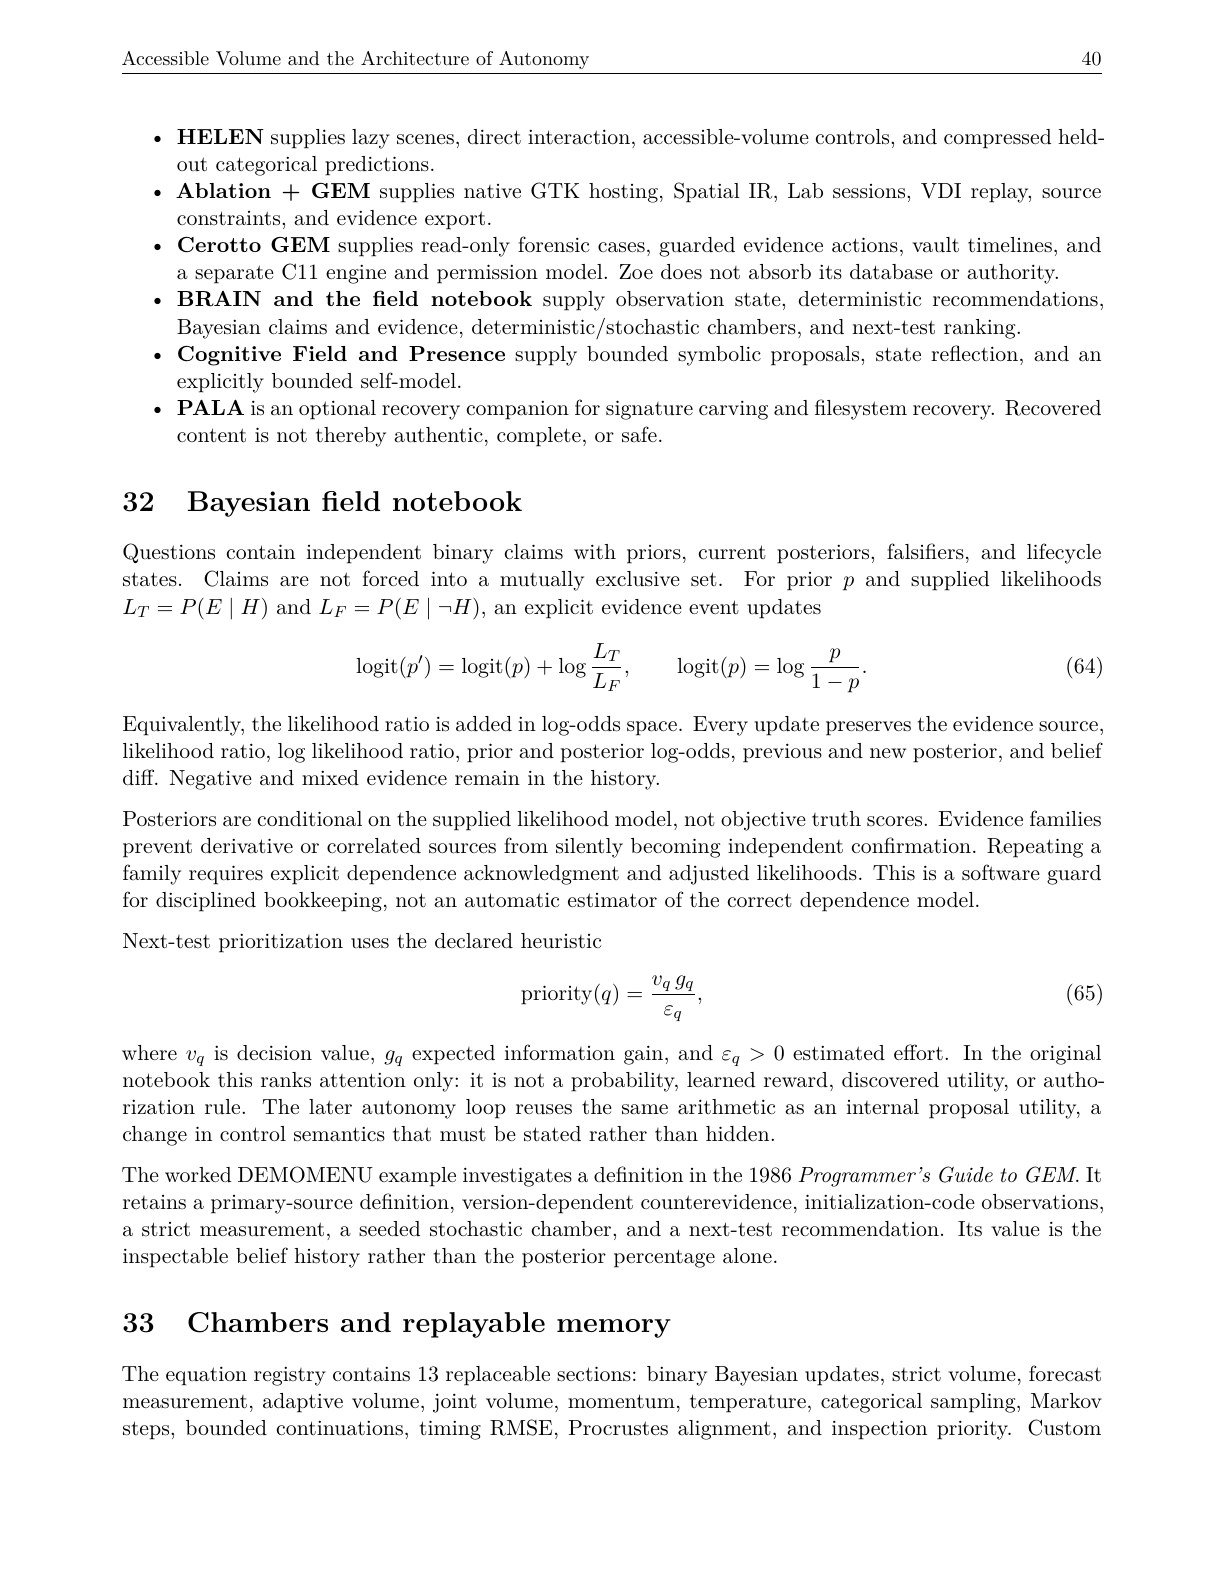 Accessible Volume and the Architecture of Autonomy 40
• HELEN supplies lazy scenes, direct interaction, accessible-volume controls, and compressed held-
out categorical predictions.
• Ablation + GEM supplies native GTK hosting, Spatial IR, Lab sessions, VDI replay, source
constraints, and evidence export.
• Cerotto GEM supplies read-only forensic cases, guarded evidence actions, vault timelines, and
a separate C11 engine and permission model. Zoe does not absorb its database or authority.
• BRAIN and the field notebook supply observation state, deterministic recommendations,
Bayesian claims and evidence, deterministic/stochastic chambers, and next-test ranking.
• Cognitive Field and Presence supply bounded symbolic proposals, state reflection, and an
explicitly bounded self-model.
• PALA is an optional recovery companion for signature carving and filesystem recovery. Recovered
content is not thereby authentic, complete, or safe.
32 Bayesian field notebook
Questions contain independent binary claims with priors, current posteriors, falsifiers, and lifecycle
states. Claims are not forced into a mutually exclusive set. For prior p and supplied likelihoods
L_T = P(E | H) and L_F = P(E | ¬H), an explicit evidence event updates
logit(p′) = logit(p) + log L_T/L_F, logit(p) = log p/(1 − p). (64)
Equivalently, the likelihood ratio is added in log-odds space. Every update preserves the evidence source,
likelihood ratio, log likelihood ratio, prior and posterior log-odds, previous and new posterior, and belief
diff. Negative and mixed evidence remain in the history.
Posteriors are conditional on the supplied likelihood model, not objective truth scores. Evidence families
prevent derivative or correlated sources from silently becoming independent confirmation. Repeating a
family requires explicit dependence acknowledgment and adjusted likelihoods. This is a software guard
for disciplined bookkeeping, not an automatic estimator of the correct dependence model.
Next-test prioritization uses the declared heuristic
priority(q) = v_q g_q/ε_q, (65)
where v_q is decision value, g_q expected information gain, and ε_q > 0 estimated effort. In the original
notebook this ranks attention only: it is not a probability, learned reward, discovered utility, or autho-
rization rule. The later autonomy loop reuses the same arithmetic as an internal proposal utility, a
change in control semantics that must be stated rather than hidden.
The worked DEMOMENU example investigates a definition in the 1986 Programmer's Guide to GEM. It
retains a primary-source definition, version-dependent counterevidence, initialization-code observations,
a strict measurement, a seeded stochastic chamber, and a next-test recommendation. Its value is the
inspectable belief history rather than the posterior percentage alone.
33 Chambers and replayable memory
The equation registry contains 13 replaceable sections: binary Bayesian updates, strict volume, forecast
measurement, adaptive volume, joint volume, momentum, temperature, categorical sampling, Markov
steps, bounded continuations, timing RMSE, Procrustes alignment, and inspection priority. Custom